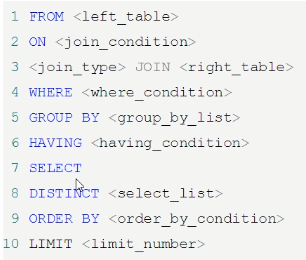 1 FROM <left_table>
2 ON <join_condition>
3 <join_type> JOIN <right_table>
4 WHERE <where_condition>
5 GROUP BY <group_by_list>
6 HAVING <having_condition>
7 SELECT
8 DISTINCT <select_list>
9 ORDER BY <order_by_condition>
10 LIMIT <limit_number>